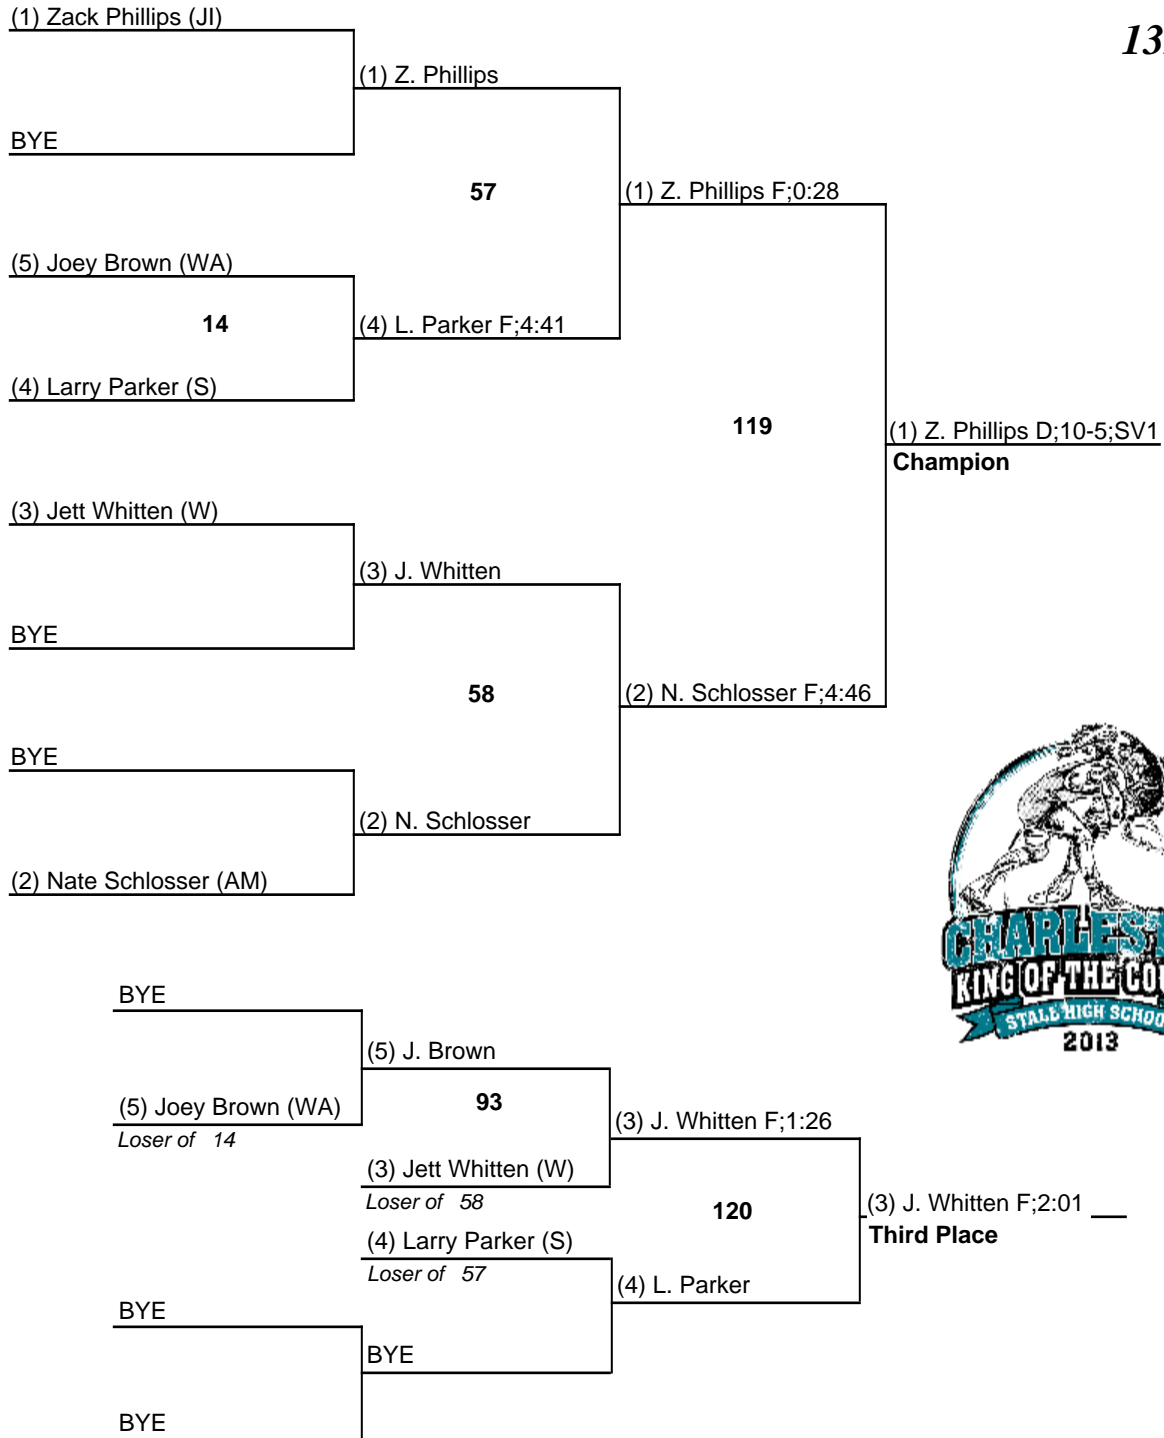 (1) Zack Phillips (JI)
(1) Z. Phillips
BYE
57
(1) Z. Phillips F;0:28
(5) Joey Brown (WA)
14
(4) L. Parker F;4:41
(4) Larry Parker (S)
119
(1) Z. Phillips D;10-5;SV1
Champion
(3) Jett Whitten (W)
(3) J. Whitten
BYE
58
(2) N. Schlosser F;4:46
BYE
(2) N. Schlosser
(2) Nate Schlosser (AM)
KING OF THE
STALL HIGH
2013
BYE
(5) J. Brown
93
(5) Joey Brown (WA)
Loser of 14
(3) J. Whitten F;1:26
(3) Jett Whitten (W)
Loser of 58
120
(3) J. Whitten F;2:01
Third Place
(4) Larry Parker (S)
Loser of 57
(4) L. Parker
BYE
BYE
BYE